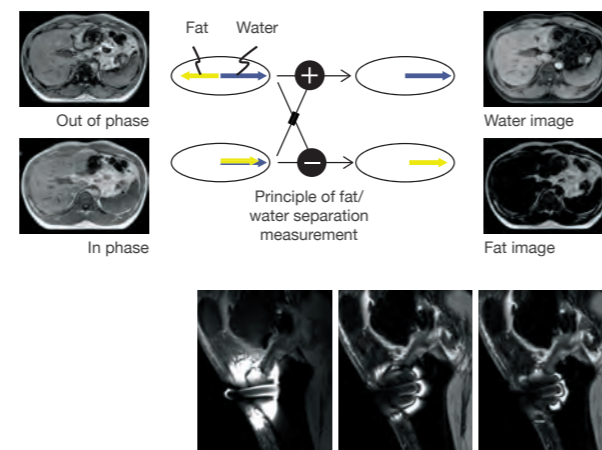 Fat
Water
Out of phase
Water image
In phase
Principle of fat/
water separation
measurement
Fat image